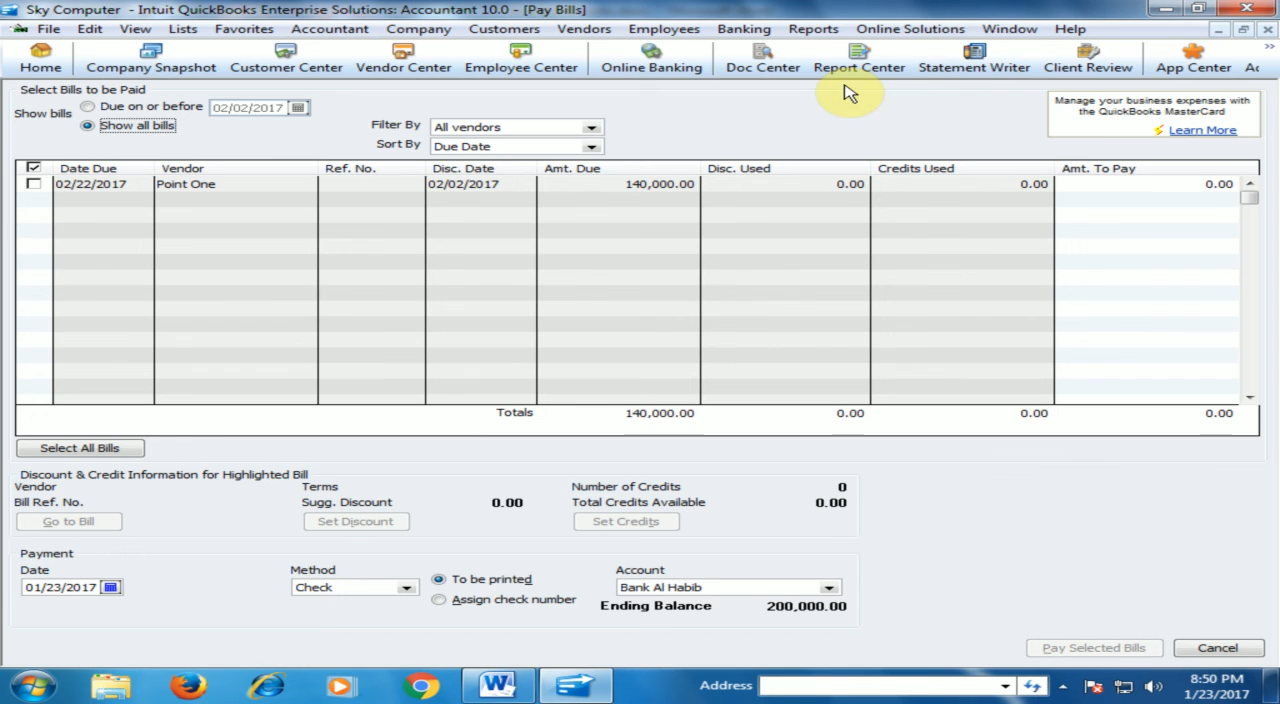 Sky Computer - Intuit QuickBooks Enterprise Solutions: Accountant 10.0 - [Pay Bills]
File Edit View Lists Favorites Accountant Company Customers Vendors Employees Banking Reports Online Solutions Window Help
Home Company Snapshot Customer Center Vendor Center Employee Center Online Banking Doc Center Report Center Statement Writer Client Review App Center Ac
Select Bills to be Paid
Show bills Due on or before 02/02/2017
Show all bills
Filter By All vendors
Sort By Due Date
Manage your business expenses with
the QuickBooks MasterCard
Learn More
Date Due Vendor Ref. No. Disc. Date Amt. Due Disc. Used Credits Used Amt. To Pay
02/22/2017 Point One 02/02/2017 140,000.00 0.00 0.00 0.00
Totals 140,000.00 0.00 0.00 0.00
Select All Bills
Discount & Credit Information for Highlighted Bill
Vendor Terms Number of Credits 0
Bill Ref. No. Sugg. Discount 0.00 Total Credits Available 0.00
Go to Bill Set Discount Set Credits
Payment
Date Method Account
01/23/2017 Check To be printed Bank Al Habib
Assign check number Ending Balance 200,000.00
Pay Selected Bills Cancel
Address
8:50 PM
1/23/2017